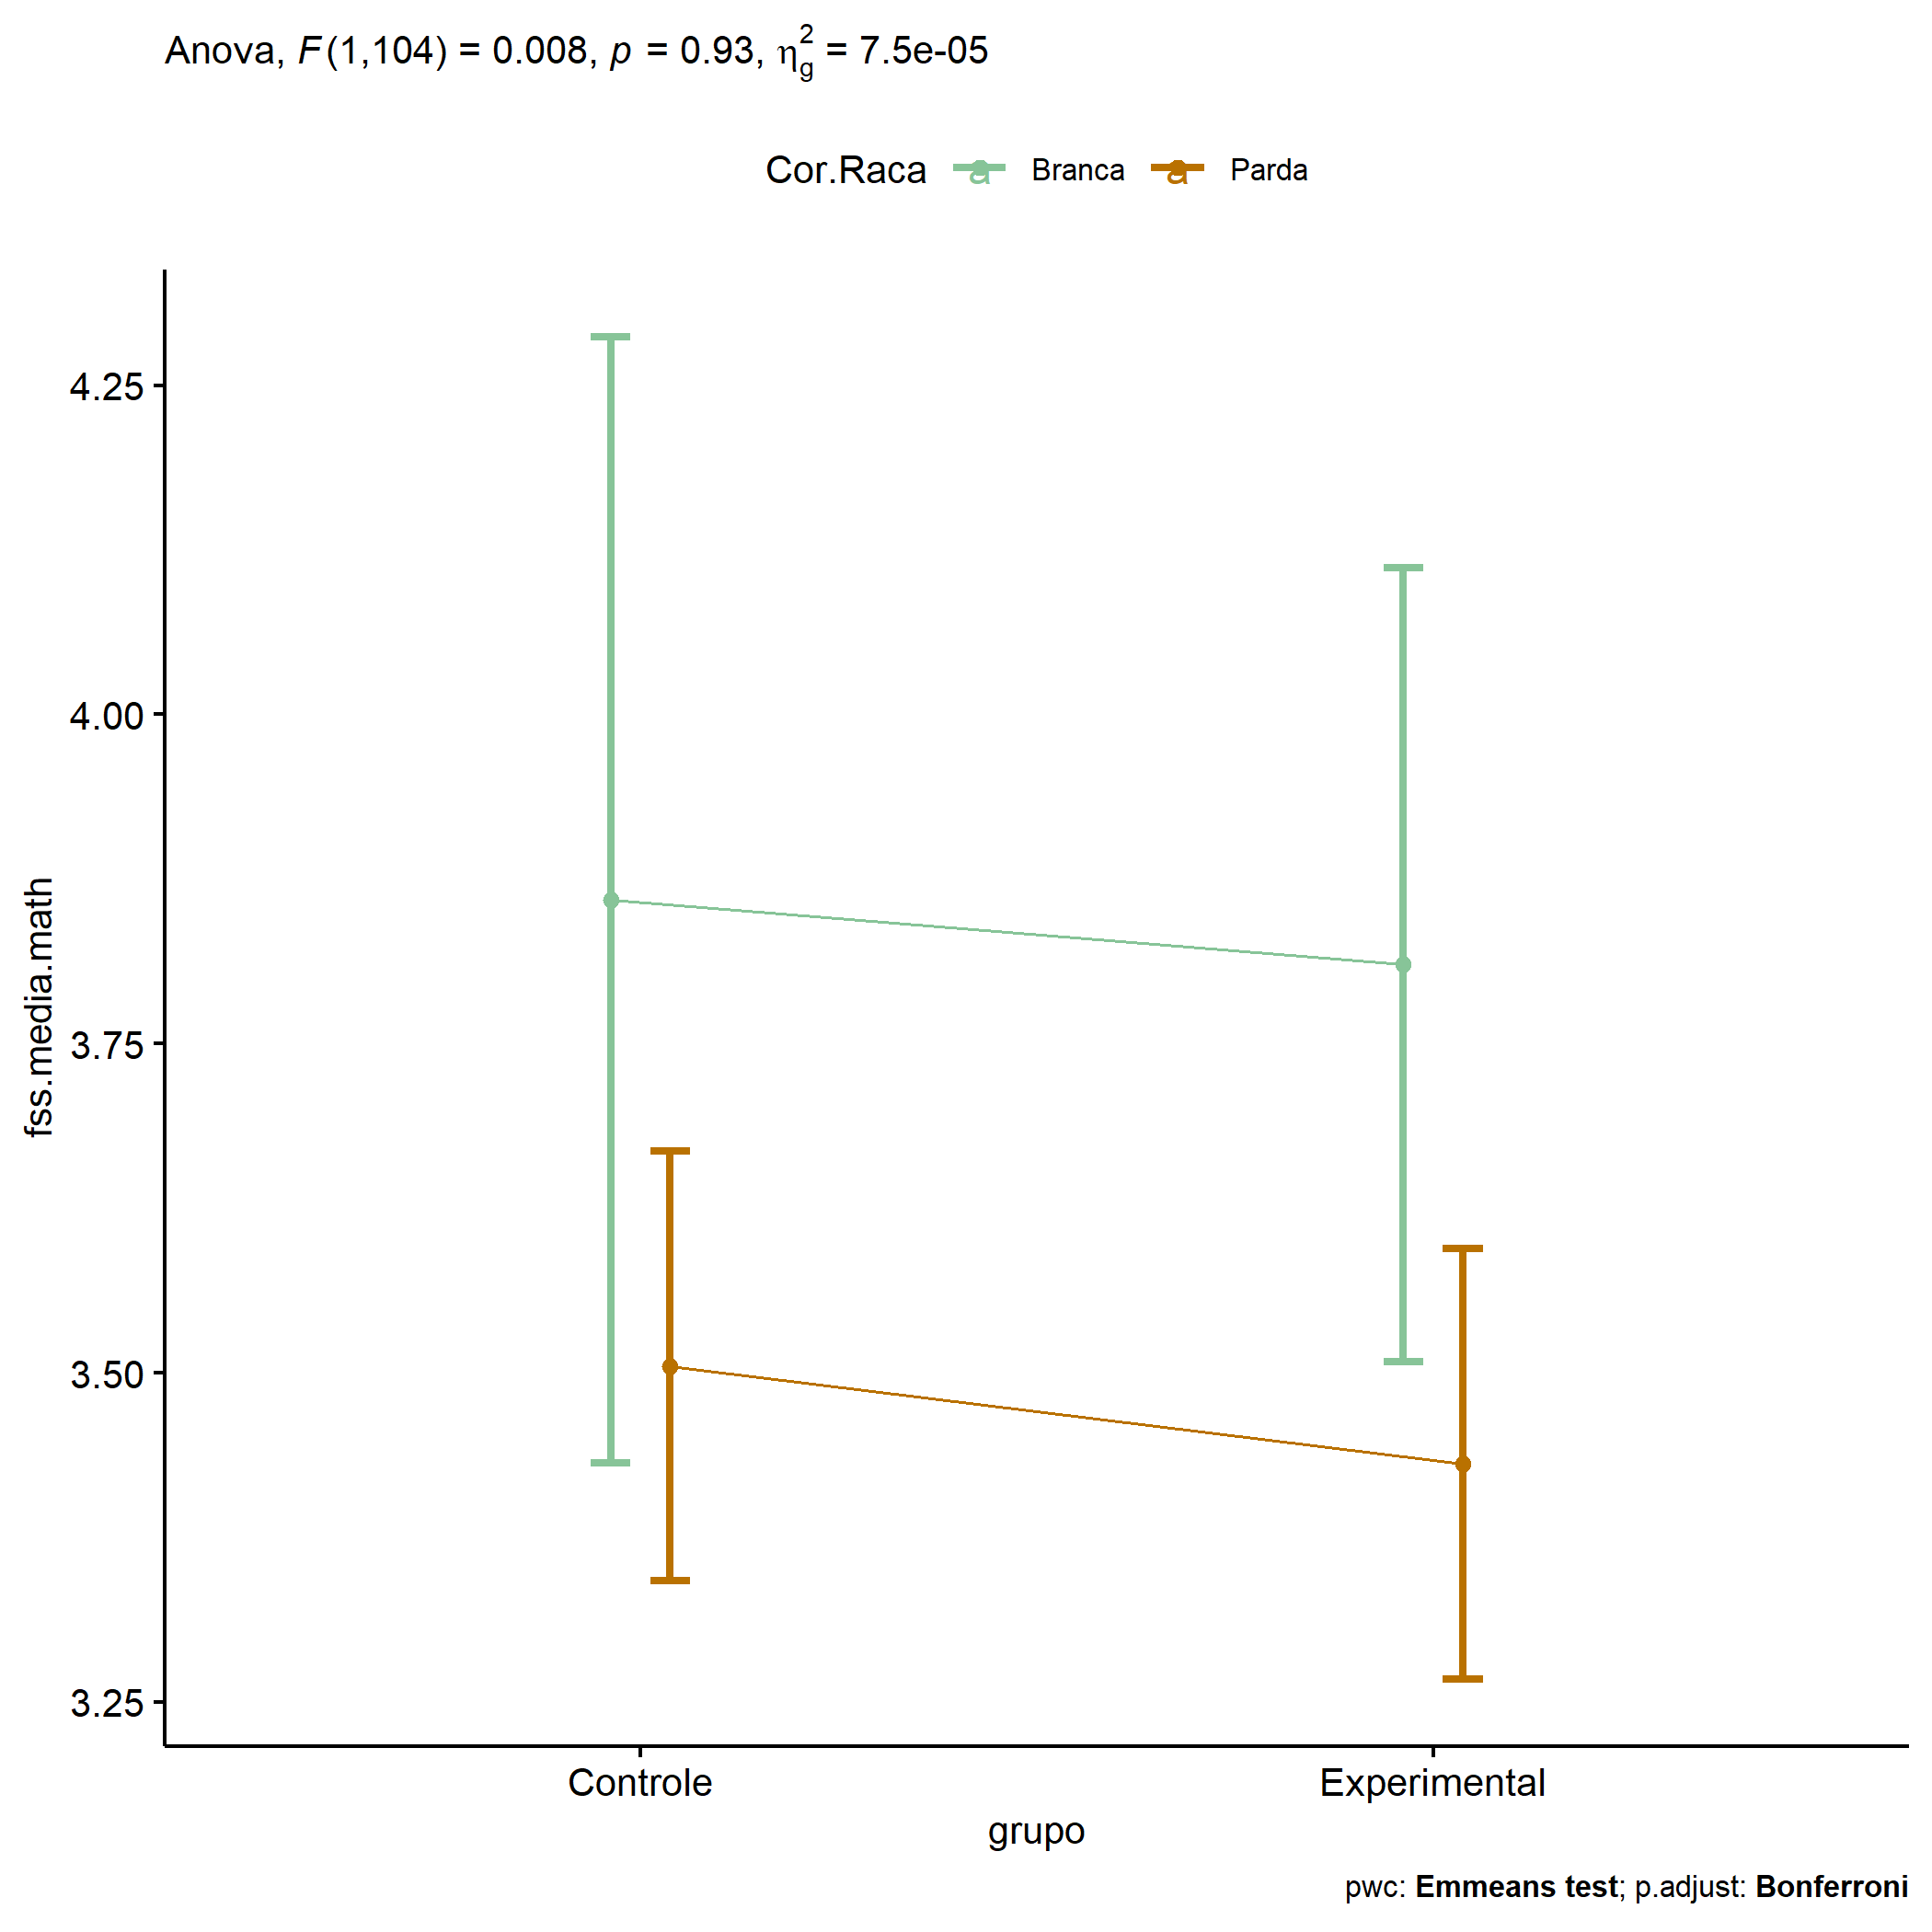 Anova, F(1,104) = 0.008, p = 0.93, η²g = 7.5e-05
Cor.Raca a Branca a Parda
4.25
4.00
3.75
3.50
3.25
fss.media.math
Controle Experimental
grupo
pwc: Emmeans test; p.adjust: Bonferroni